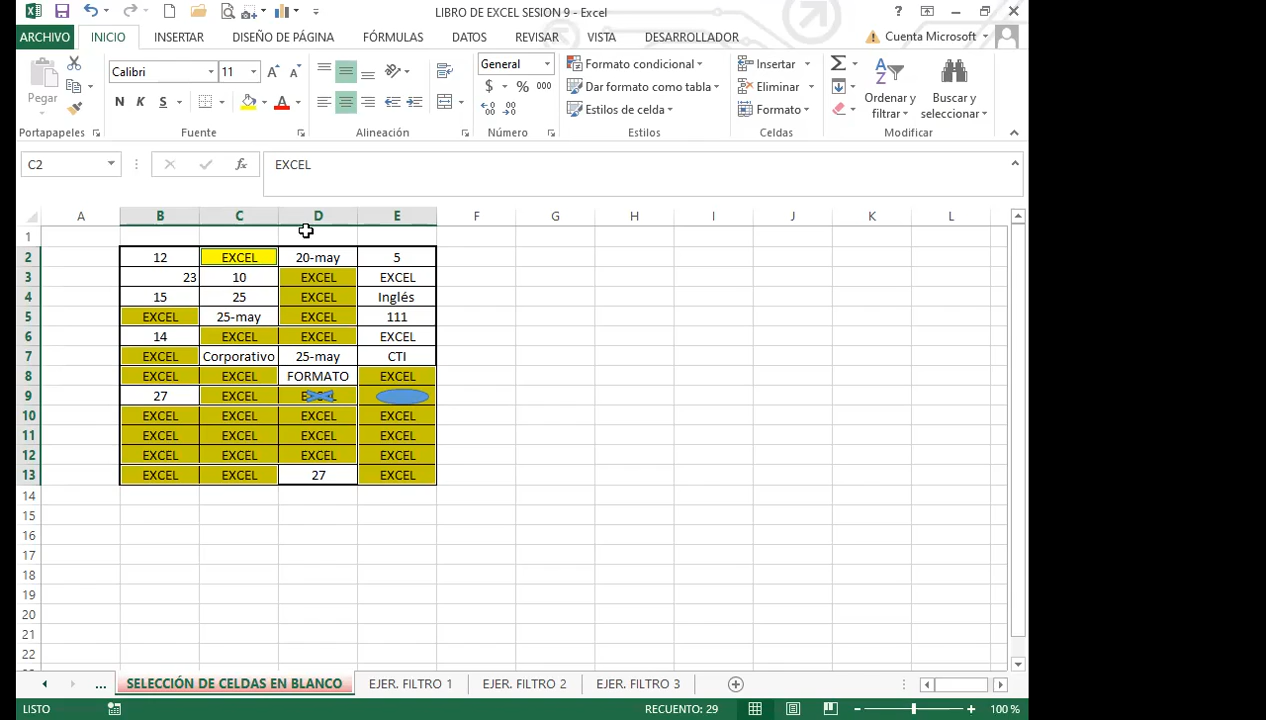 LIBRO DE EXCEL SESION 9 - Excel
?
ARCHIVO INICIO INSERTAR DISEÑO DE PÁGINA FÓRMULAS DATOS REVISAR VISTA DESARROLLADOR Cuenta Microsoft
Pegar
Calibri 11
N K S A
General
$ % 000
Formato condicional
Dar formato como tabla
Estilos de celda
Insertar
Eliminar
Formato
Ordenar y filtrar
Buscar y seleccionar
Portapapeles Fuente Alineación Número Estilos Celdas Modificar
C2 fx EXCEL
A B C D E F G H I J K L
1
2 12 EXCEL 20-may 5
3 23 10 EXCEL EXCEL
4 15 25 EXCEL Inglés
5 EXCEL 25-may EXCEL 111
6 14 EXCEL EXCEL EXCEL
7 EXCEL Corporativo 25-may CTI
8 EXCEL EXCEL FORMATO EXCEL
9 27 EXCEL
10 EXCEL EXCEL EXCEL EXCEL
11 EXCEL EXCEL EXCEL EXCEL
12 EXCEL EXCEL EXCEL EXCEL
13 EXCEL EXCEL 27 EXCEL
14
15
16
17
18
19
20
21
22
... SELECCIÓN DE CELDAS EN BLANCO EJER. FILTRO 1 EJER. FILTRO 2 EJER. FILTRO 3
LISTO RECUENTO: 29 100 %